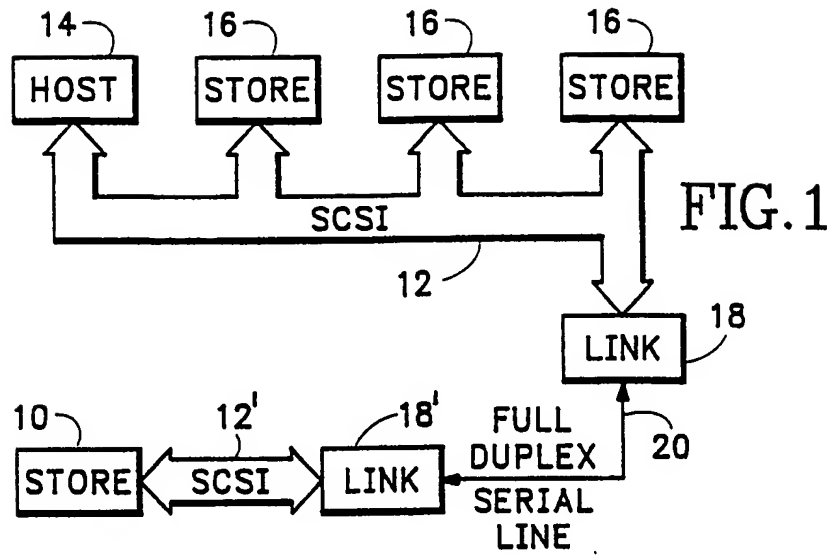 14 16 16 16
HOST STORE STORE STORE
SCSI
FIG.1
12
18
LINK
10 12' 18' FULL DUPLEX 20
STORE SCSI LINK
SERIAL LINE